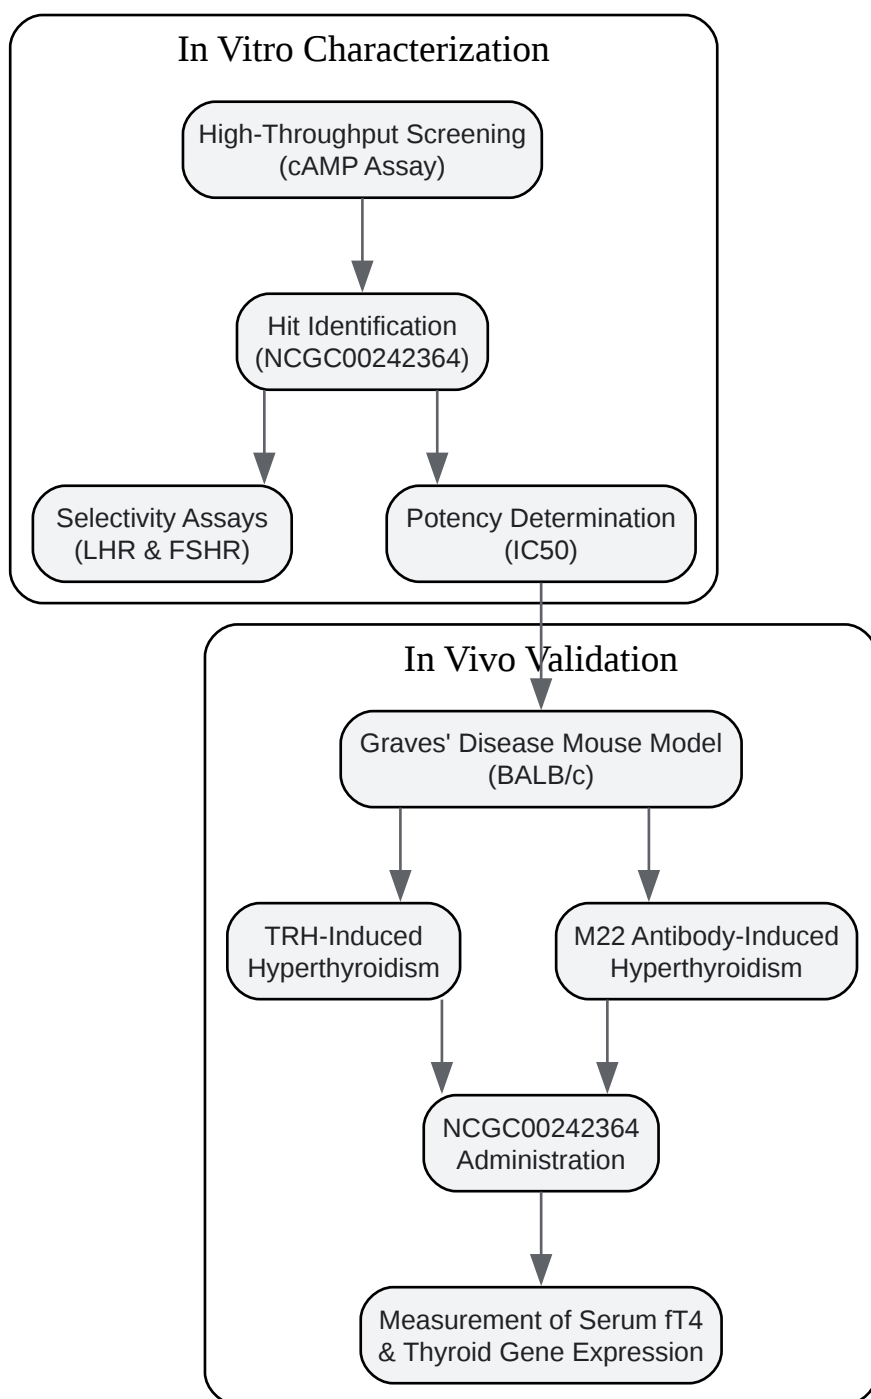 In Vitro Characterization
High-Throughput Screening
(cAMP Assay)
Hit Identification
(NCGC00242364)
Selectivity Assays
(LHR & FSHR)
Potency Determination
(IC50)
In Vivo Validation
Graves' Disease Mouse Model
(BALB/c)
TRH-Induced
Hyperthyroidism
M22 Antibody-Induced
Hyperthyroidism
NCGC00242364
Administration
Measurement of Serum fT4
& Thyroid Gene Expression